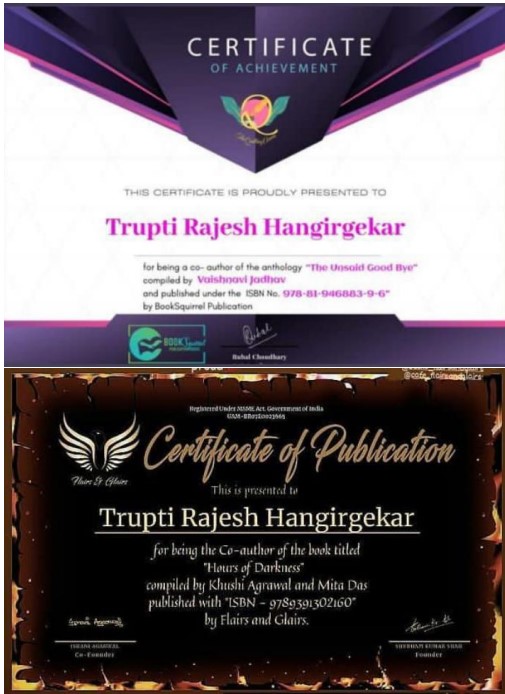 CERTIFICATE
OF ACHIEVEMENT
THIS CERTIFICATE IS PROUDLY PRESENTED TO
Trupti Rajesh Hangirgekar
for being a co- author of the anthology "The Unsaid Good Bye"
compiled by Vaishnavi Jadhav
and published under the ISBN No. 978-81-946883-9-6"
by BookSquirrel Publication
BOOK Squirrel
Rubal Choudhary
Registered Under MSME Act, Government of India
Certificate of Publication
Flairs & Glairs
This is presented to
Trupti Rajesh Hangirgekar
for being the Co-author of the book titled
"Hours of Darkness"
compiled by Khushi Agrawal and Mita Das
published with "ISBN - 9789391302160"
by Flairs and Glairs.
Co-Founder
Founder